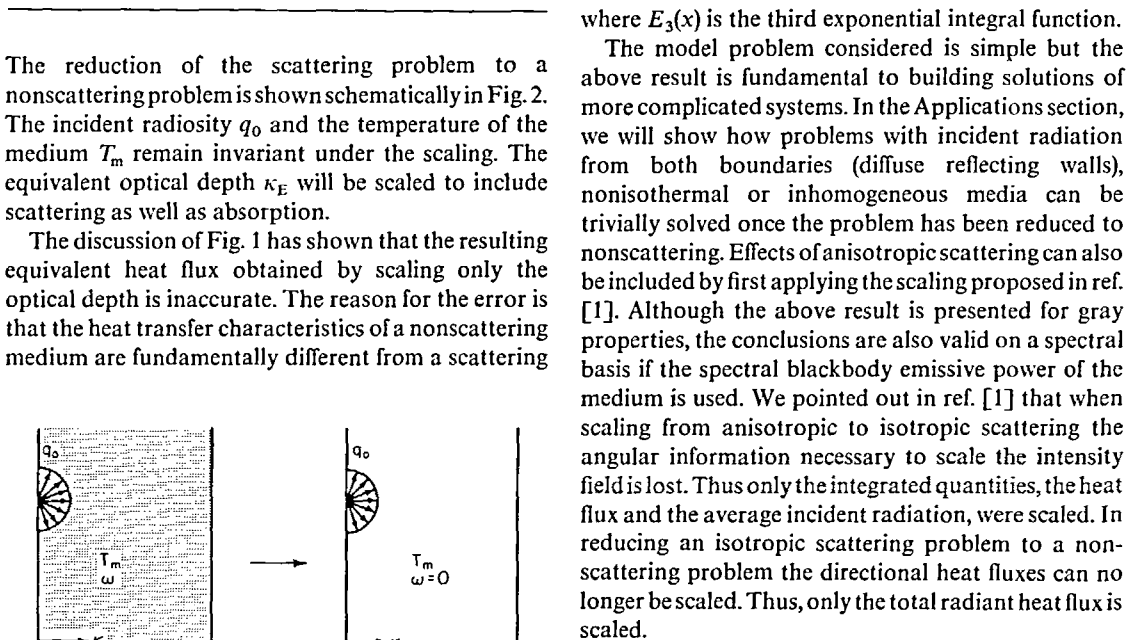 The reduction of the scattering problem to a
nonscattering problem is shown schematically in Fig. 2.
The incident radiosity q₀ and the temperature of the
medium Tₘ remain invariant under the scaling. The
equivalent optical depth κ_E will be scaled to include
scattering as well as absorption.
The discussion of Fig. 1 has shown that the resulting
equivalent heat flux obtained by scaling only the
optical depth is inaccurate. The reason for the error is
that the heat transfer characteristics of a nonscattering
medium are fundamentally different from a scattering
q₀
Tₘ
ω
q₀
Tₘ
ω=0
where E₃(x) is the third exponential integral function.
The model problem considered is simple but the
above result is fundamental to building solutions of
more complicated systems. In the Applications section,
we will show how problems with incident radiation
from both boundaries (diffuse reflecting walls),
nonisothermal or inhomogeneous media can be
trivially solved once the problem has been reduced to
nonscattering. Effects of anisotropic scattering can also
be included by first applying the scaling proposed in ref.
[1]. Although the above result is presented for gray
properties, the conclusions are also valid on a spectral
basis if the spectral blackbody emissive power of the
medium is used. We pointed out in ref. [1] that when
scaling from anisotropic to isotropic scattering the
angular information necessary to scale the intensity
field is lost. Thus only the integrated quantities, the heat
flux and the average incident radiation, were scaled. In
reducing an isotropic scattering problem to a non-
scattering problem the directional heat fluxes can no
longer be scaled. Thus, only the total radiant heat flux is
scaled.